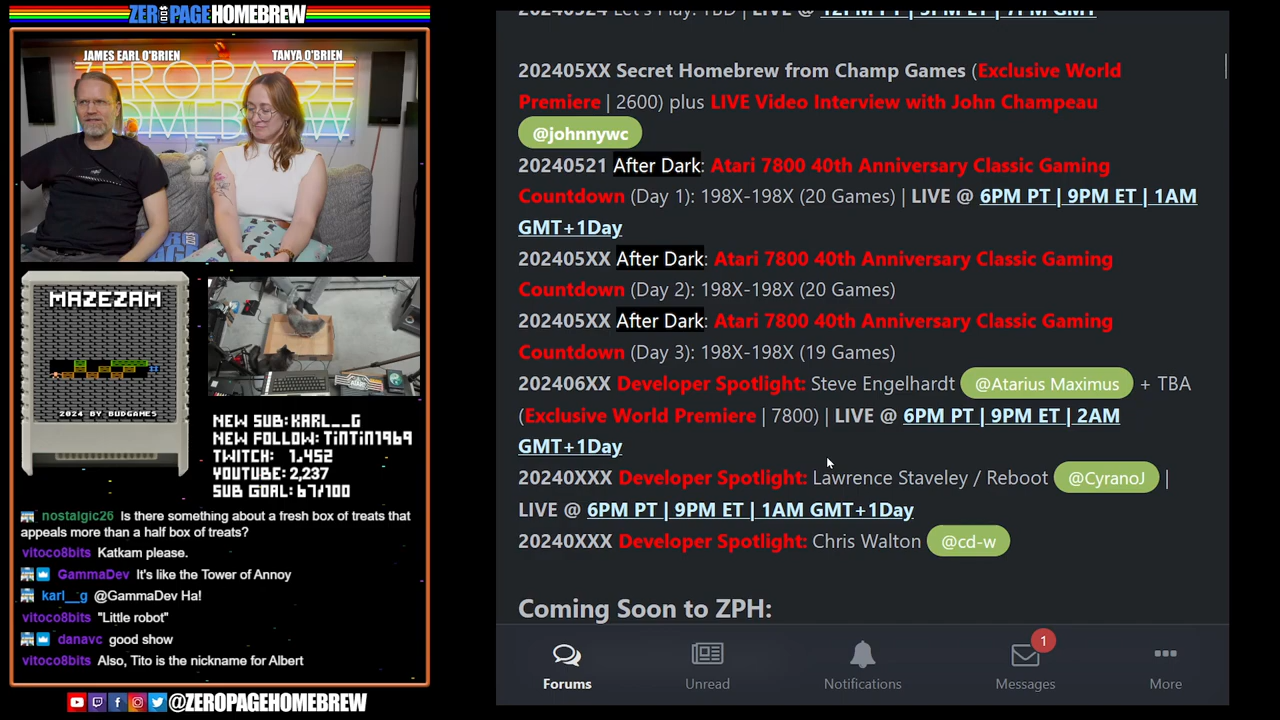 ZEROPAGEHOMEBREW
JAMES EARL O'BRIEN
TANYA O'BRIEN
ZEROPAGE
HOMEBREW
MAZEZAM
2024 BY BUDGAMES
NEW SUB: KARL__G
NEW FOLLOW: TINTIN1969
TWITCH: 1,452
YOUTUBE: 2,237
SUB GOAL: 67/100
nostalgic26 Is there something about a fresh box of treats that
appeals more than a half box of treats?
vitoco8bits Katkam please.
GammaDev It's like the Tower of Annoy
karl__g @GammaDev Ha!
vitoco8bits "Little robot"
danavc good show
vitoco8bits Also, Tito is the nickname for Albert
@ZEROPAGEHOMEBREW
20240524 Let's Play: TBD | LIVE @
202405XX Secret Homebrew from Champ Games (Exclusive World
Premiere | 2600) plus LIVE Video Interview with John Champeau
@johnnywc
20240521 After Dark: Atari 7800 40th Anniversary Classic Gaming
Countdown (Day 1): 198X-198X (20 Games) | LIVE @ 6PM PT | 9PM ET | 1AM
GMT+1Day
202405XX After Dark: Atari 7800 40th Anniversary Classic Gaming
Countdown (Day 2): 198X-198X (20 Games)
202405XX After Dark: Atari 7800 40th Anniversary Classic Gaming
Countdown (Day 3): 198X-198X (19 Games)
202406XX Developer Spotlight: Steve Engelhardt @Atarius Maximus + TBA
(Exclusive World Premiere | 7800) | LIVE @ 6PM PT | 9PM ET | 2AM
GMT+1Day
20240XXX Developer Spotlight: Lawrence Staveley / Reboot @CyranoJ |
LIVE @ 6PM PT | 9PM ET | 1AM GMT+1Day
20240XXX Developer Spotlight: Chris Walton @cd-w
Coming Soon to ZPH:
1
Forums
Unread
Notifications
Messages
More